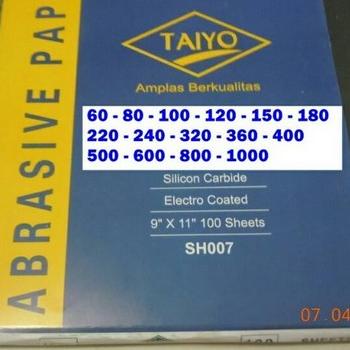 ABRASIVE PAP
TAIYO
Amplas Berkualitas
60 - 80 - 100 - 120 - 150 - 180
220 - 240 - 320 - 360 - 400
500 - 600 - 800 - 1000
Silicon Carbide
Electro Coated
9" X 11" 100 Sheets
SH007
07.04